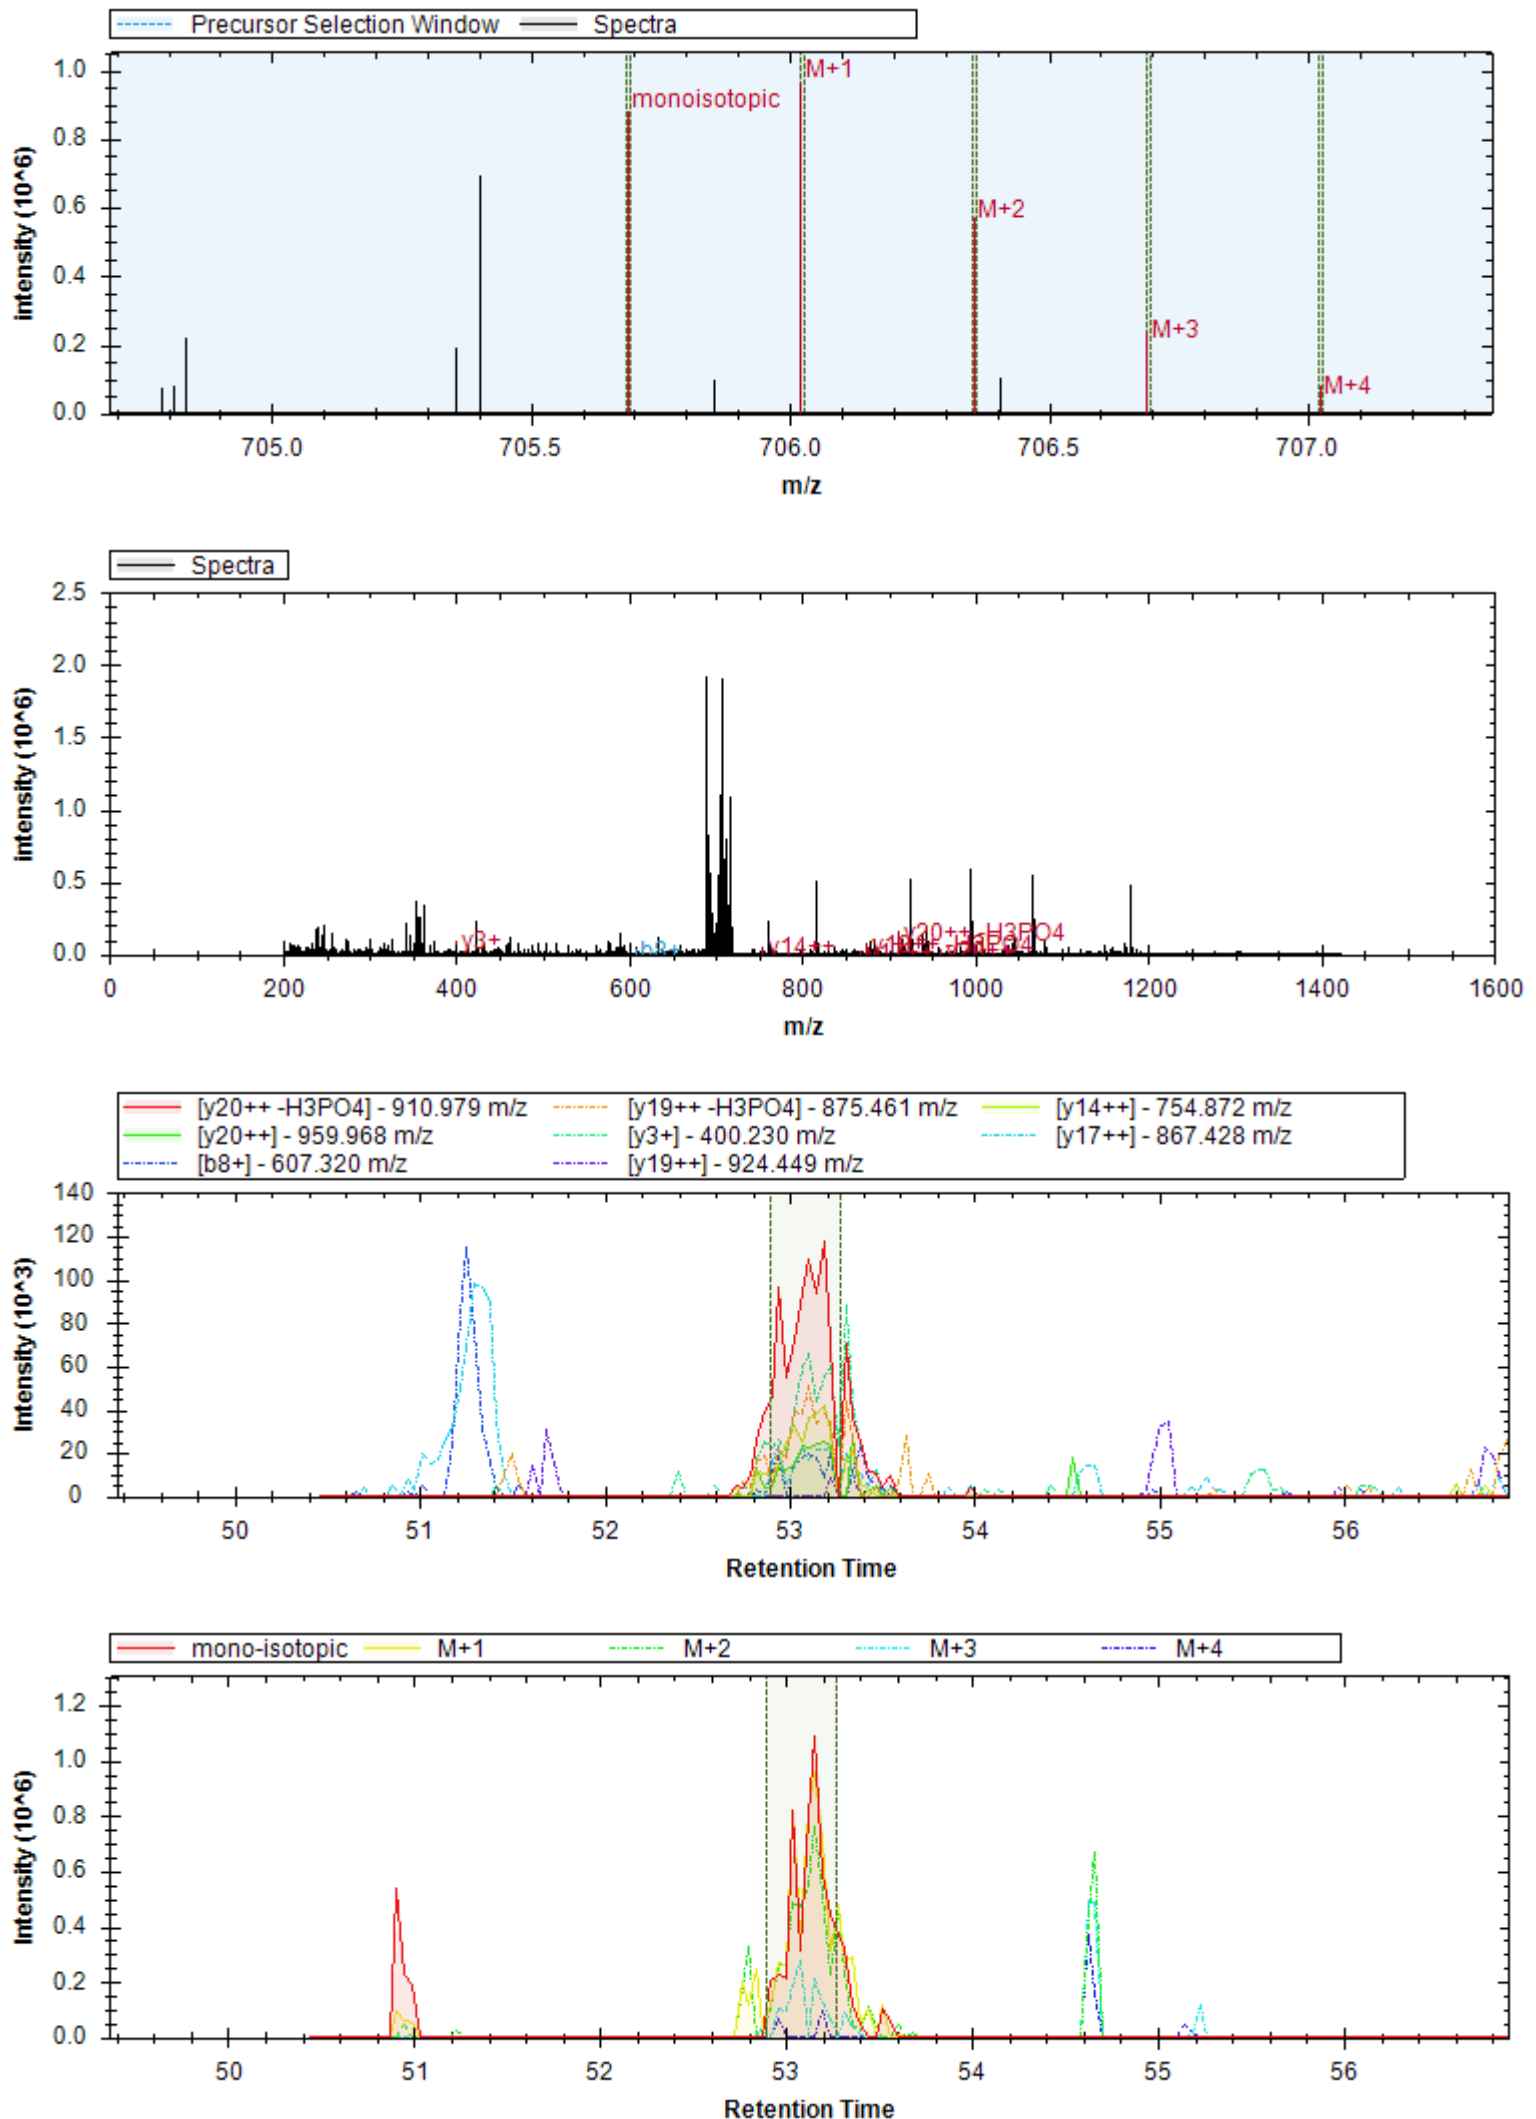 Precursor Selection Window Spectra
intensity (10^6)
1.0
0.8
0.6
0.4
0.2
0.0
monoisotopic
M+1
M+2
M+3
M+4
705.0 705.5 706.0 706.5 707.0
m/z
Spectra
intensity (10^6)
2.5
2.0
1.5
1.0
0.5
0.0
y3+
b8+
y14++
y20++ -H3PO4
0 200 400 600 800 1000 1200 1400 1600
m/z
[y20++ -H3PO4] - 910.979 m/z [y19++ -H3PO4] - 875.461 m/z [y14++] - 754.872 m/z
[y20++] - 959.968 m/z [y3+] - 400.230 m/z [y17++] - 867.428 m/z
[b8+] - 607.320 m/z [y19++] - 924.449 m/z
Intensity (10^3)
140
120
100
80
60
40
20
0
50 51 52 53 54 55 56
Retention Time
mono-isotopic M+1 M+2 M+3 M+4
Intensity (10^6)
1.2
1.0
0.8
0.6
0.4
0.2
0.0
50 51 52 53 54 55 56
Retention Time